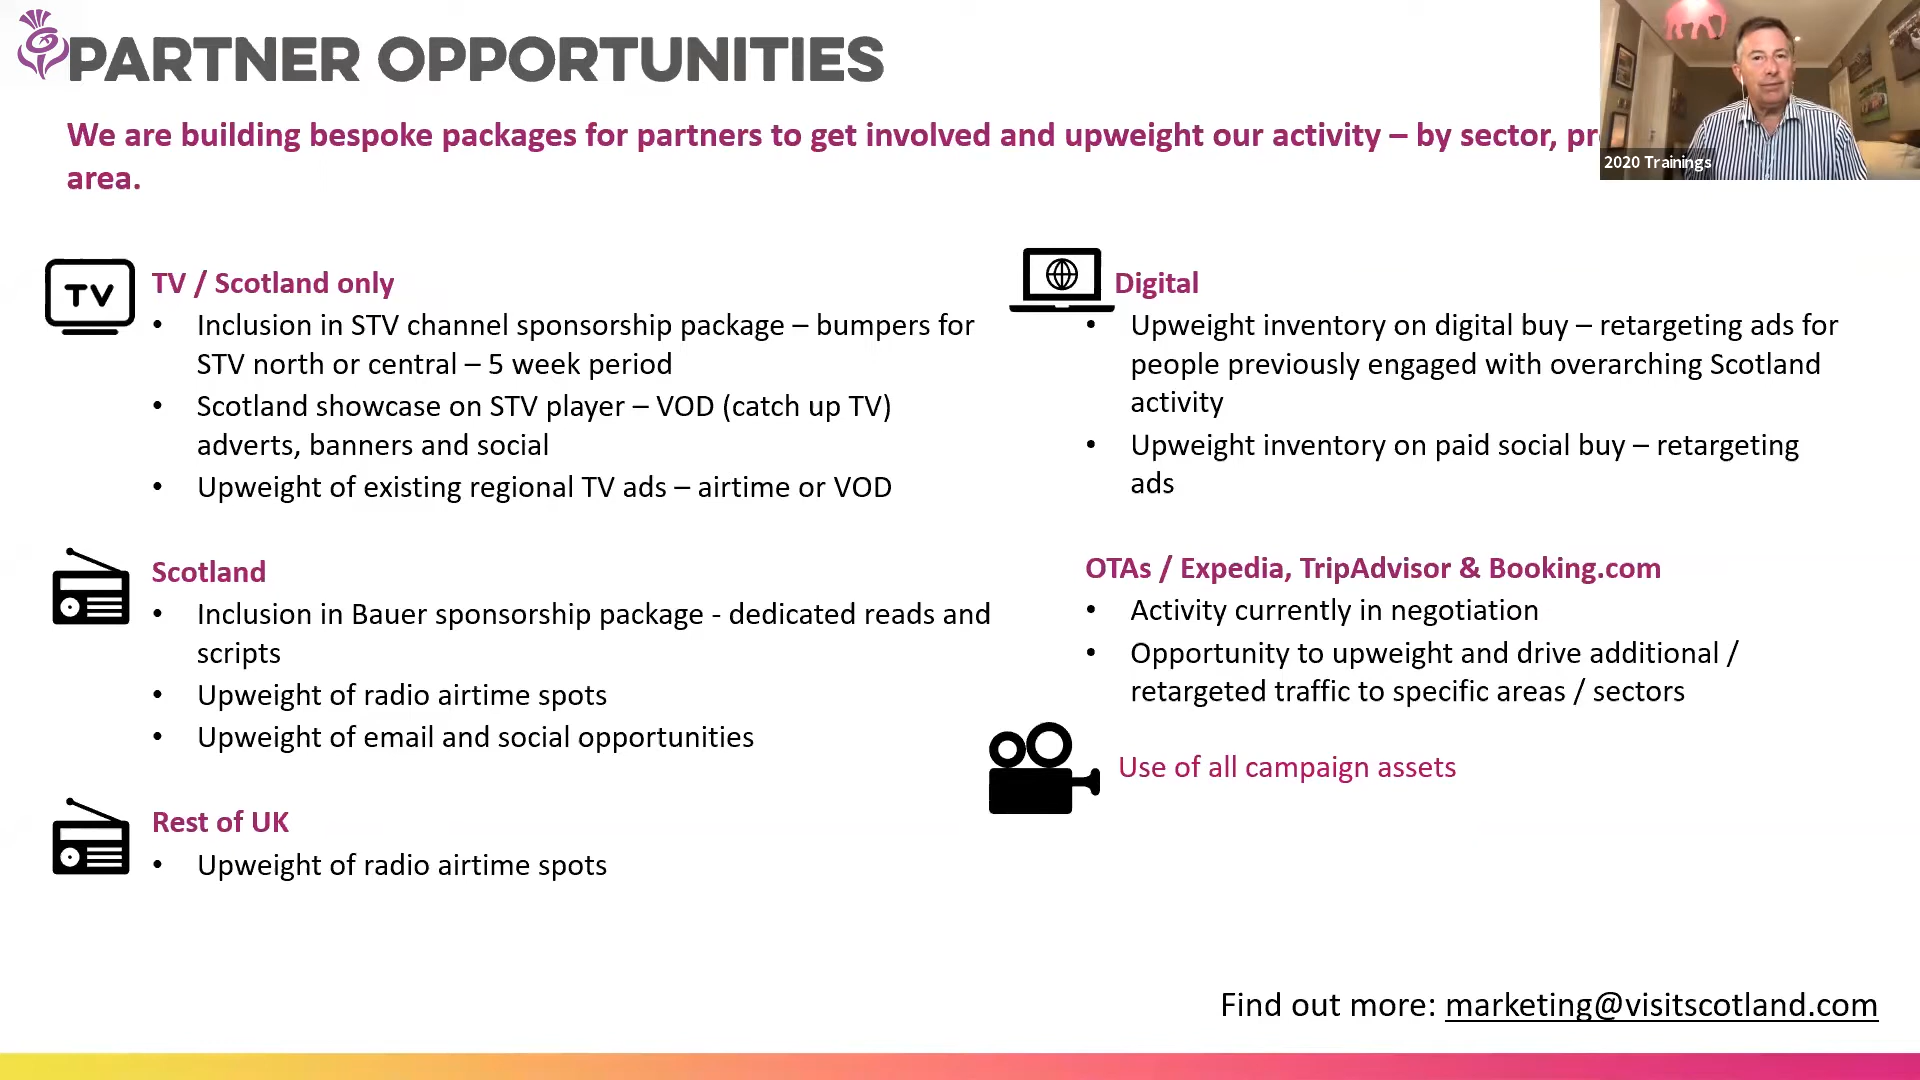 PARTNER OPPORTUNITIES
We are building bespoke packages for partners to get involved and upweight our activity – by sector,
area.
2020 Trainings
TV
TV / Scotland only
• Inclusion in STV channel sponsorship package – bumpers for
STV north or central – 5 week period
• Scotland showcase on STV player – VOD (catch up TV)
adverts, banners and social
• Upweight of existing regional TV ads – airtime or VOD
Scotland
• Inclusion in Bauer sponsorship package - dedicated reads and
scripts
• Upweight of radio airtime spots
• Upweight of email and social opportunities
Rest of UK
• Upweight of radio airtime spots
Digital
• Upweight inventory on digital buy – retargeting ads for
people previously engaged with overarching Scotland
activity
• Upweight inventory on paid social buy – retargeting
ads
OTAs / Expedia, TripAdvisor & Booking.com
• Activity currently in negotiation
• Opportunity to upweight and drive additional /
retargeted traffic to specific areas / sectors
Use of all campaign assets
Find out more: marketing@visitscotland.com